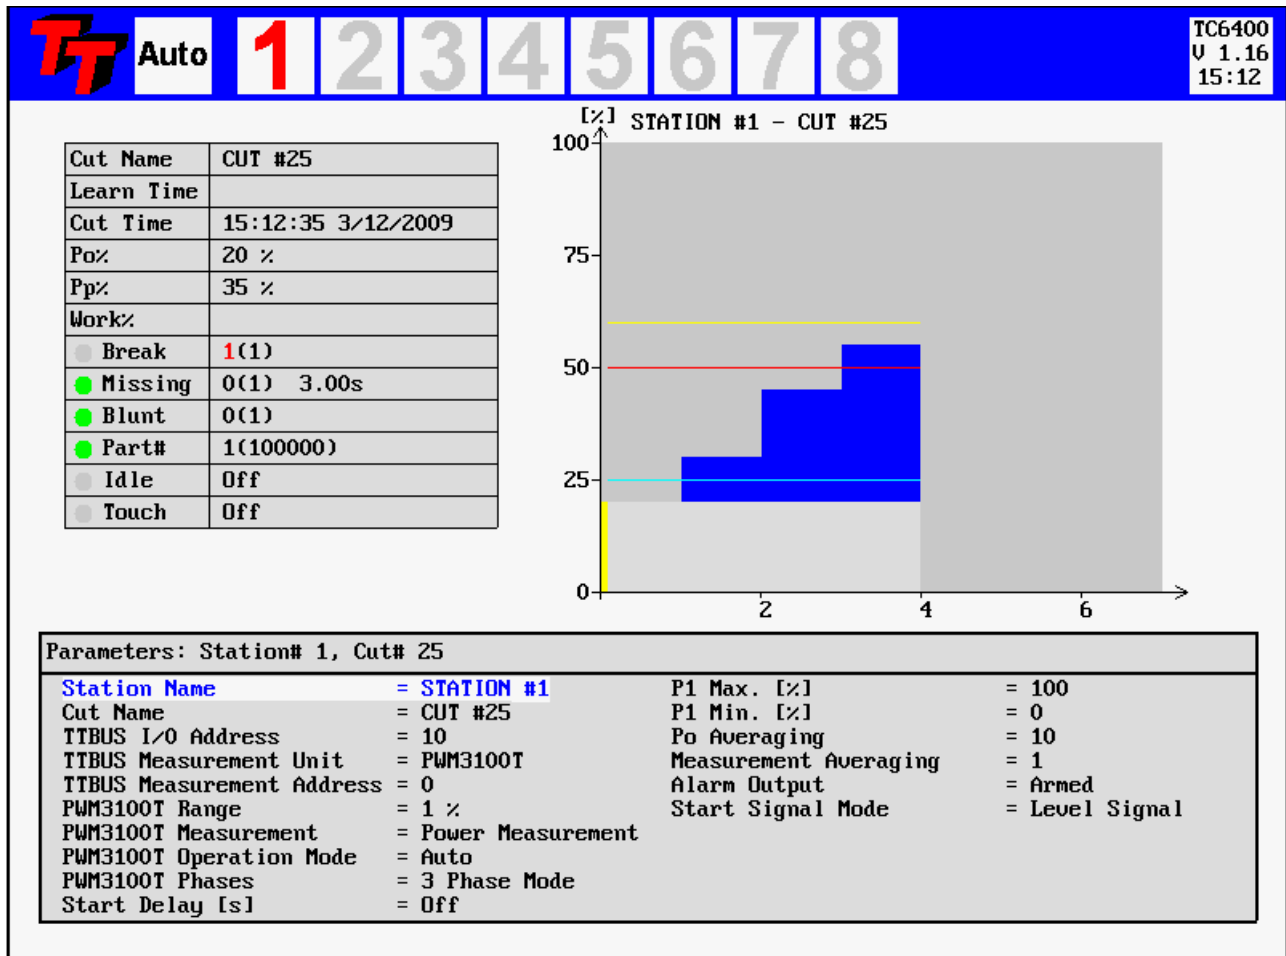 TT Auto 1 2 3 4 5 6 7 8
TC6400
V 1.16
15:12
Cut Name CUT #25
Learn Time
Cut Time 15:12:35 3/12/2009
Po% 20 %
Pp% 35 %
Work%
Break 1(1)
Missing 0(1) 3.00s
Blunt 0(1)
Part# 1(100000)
Idle Off
Touch Off
[%] STATION #1 - CUT #25
100
75
50
25
0
2 4 6
Parameters: Station# 1, Cut# 25
Station Name = STATION #1
Cut Name = CUT #25
TTBUS I/O Address = 10
TTBUS Measurement Unit = PWM3100T
TTBUS Measurement Address = 0
PWM3100T Range = 1 %
PWM3100T Measurement = Power Measurement
PWM3100T Operation Mode = Auto
PWM3100T Phases = 3 Phase Mode
Start Delay [s] = Off
P1 Max. [%] = 100
P1 Min. [%] = 0
Po Averaging = 10
Measurement Averaging = 1
Alarm Output = Armed
Start Signal Mode = Level Signal